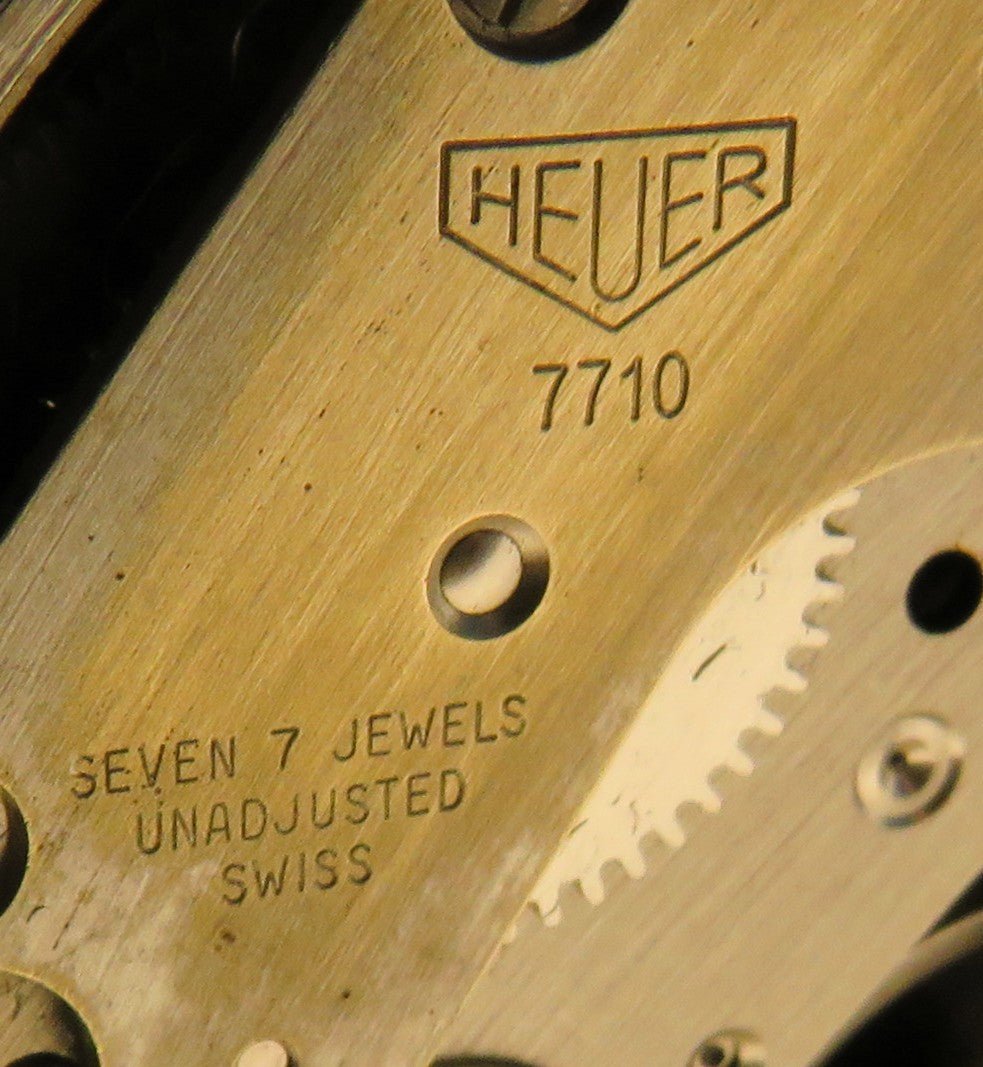 HEUER
7710
SEVEN 7 JEWELS
UNADJUSTED
SWISS